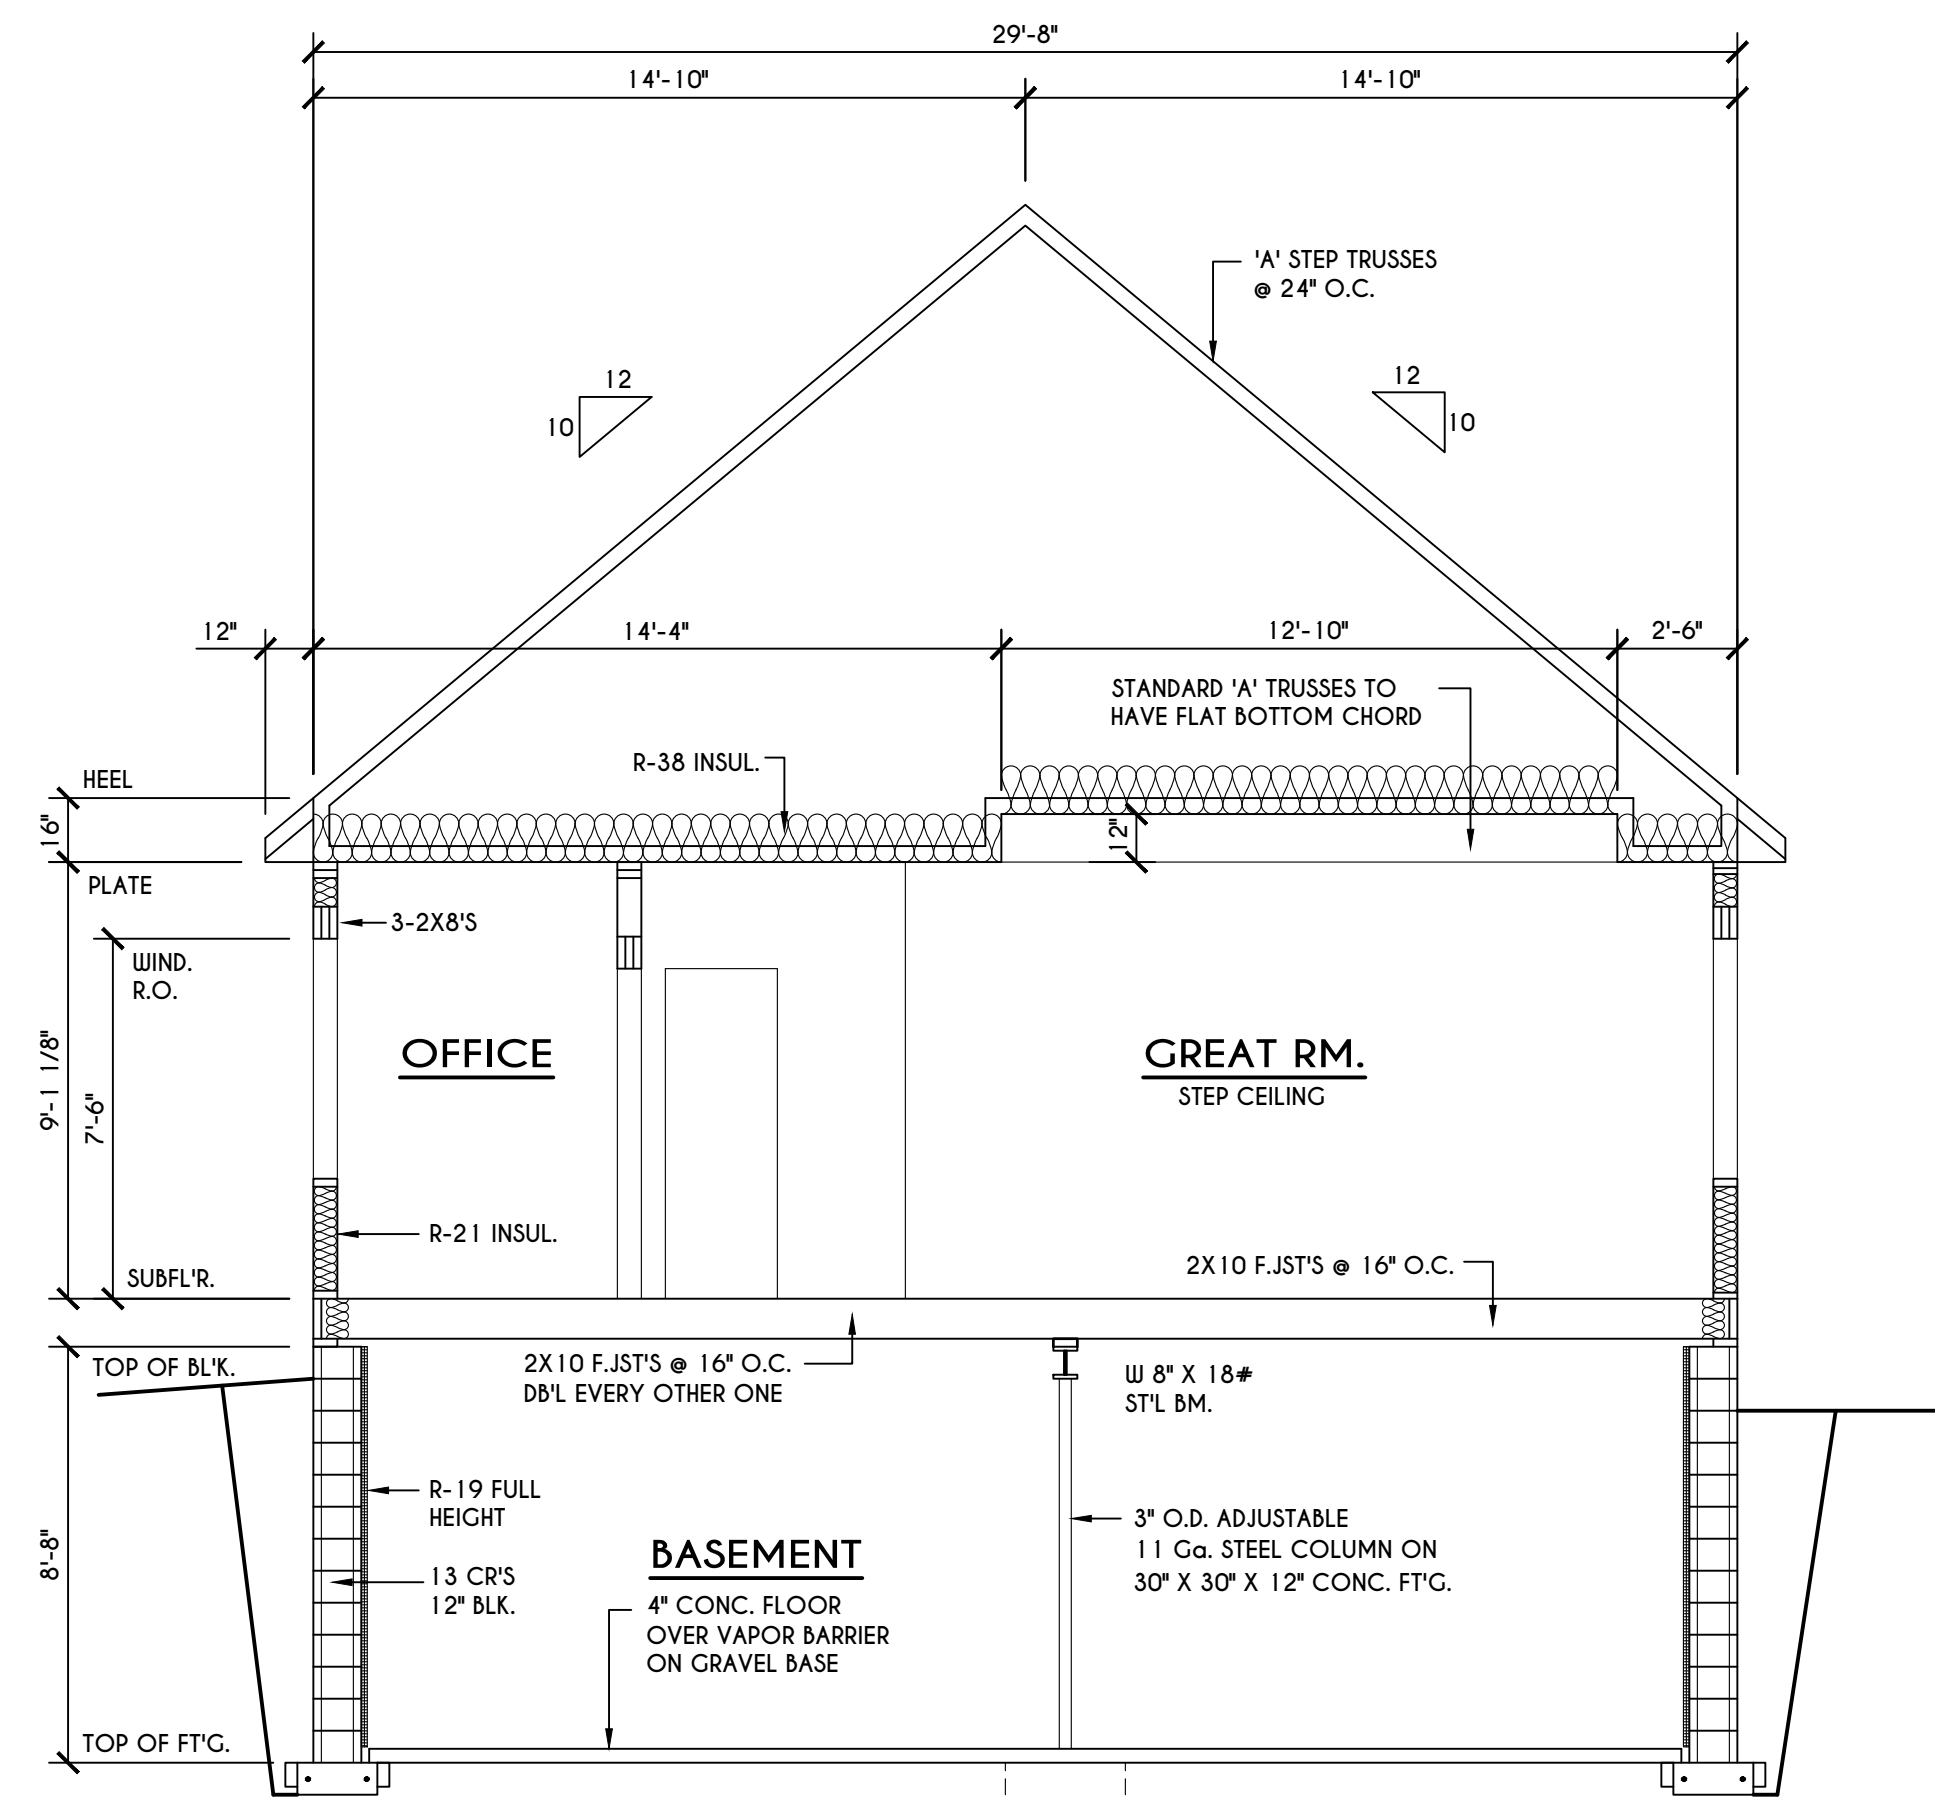 29'-8"
14'-10"
14'-10"
'A' STEP TRUSSES
@ 24" O.C.
12
10
12
10
12"
14'-4"
12'-10"
2'-6"
STANDARD 'A' TRUSSES TO
HAVE FLAT BOTTOM CHORD
R-38 INSUL.
HEEL
16"
12"
PLATE
3-2X8'S
WIND.
R.O.
9'-1 1/8"
7'-6"
OFFICE
GREAT RM.
STEP CEILING
R-21 INSUL.
SUBFL'R.
2X10 F.JST'S @ 16" O.C.
TOP OF BL'K.
2X10 F.JST'S @ 16" O.C.
DB'L EVERY OTHER ONE
W 8" X 18#
ST'L BM.
R-19 FULL
HEIGHT
8'-8"
3" O.D. ADJUSTABLE
11 Ga. STEEL COLUMN ON
30" X 30" X 12" CONC. FT'G.
BASEMENT
13 CR'S
12" BLK.
4" CONC. FLOOR
OVER VAPOR BARRIER
ON GRAVEL BASE
TOP OF FT'G.